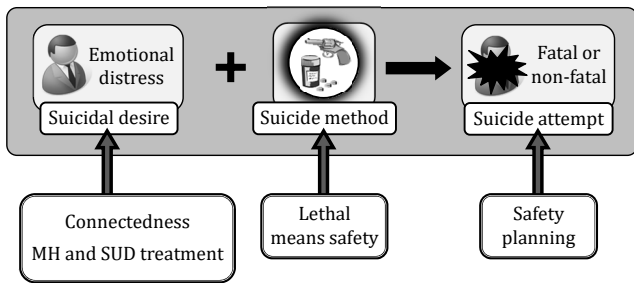 Emotional
distress
Fatal or
non-fatal
Suicidal desire
Suicide method
Suicide attempt
Connectedness
MH and SUD treatment
Lethal
means safety
Safety
planning